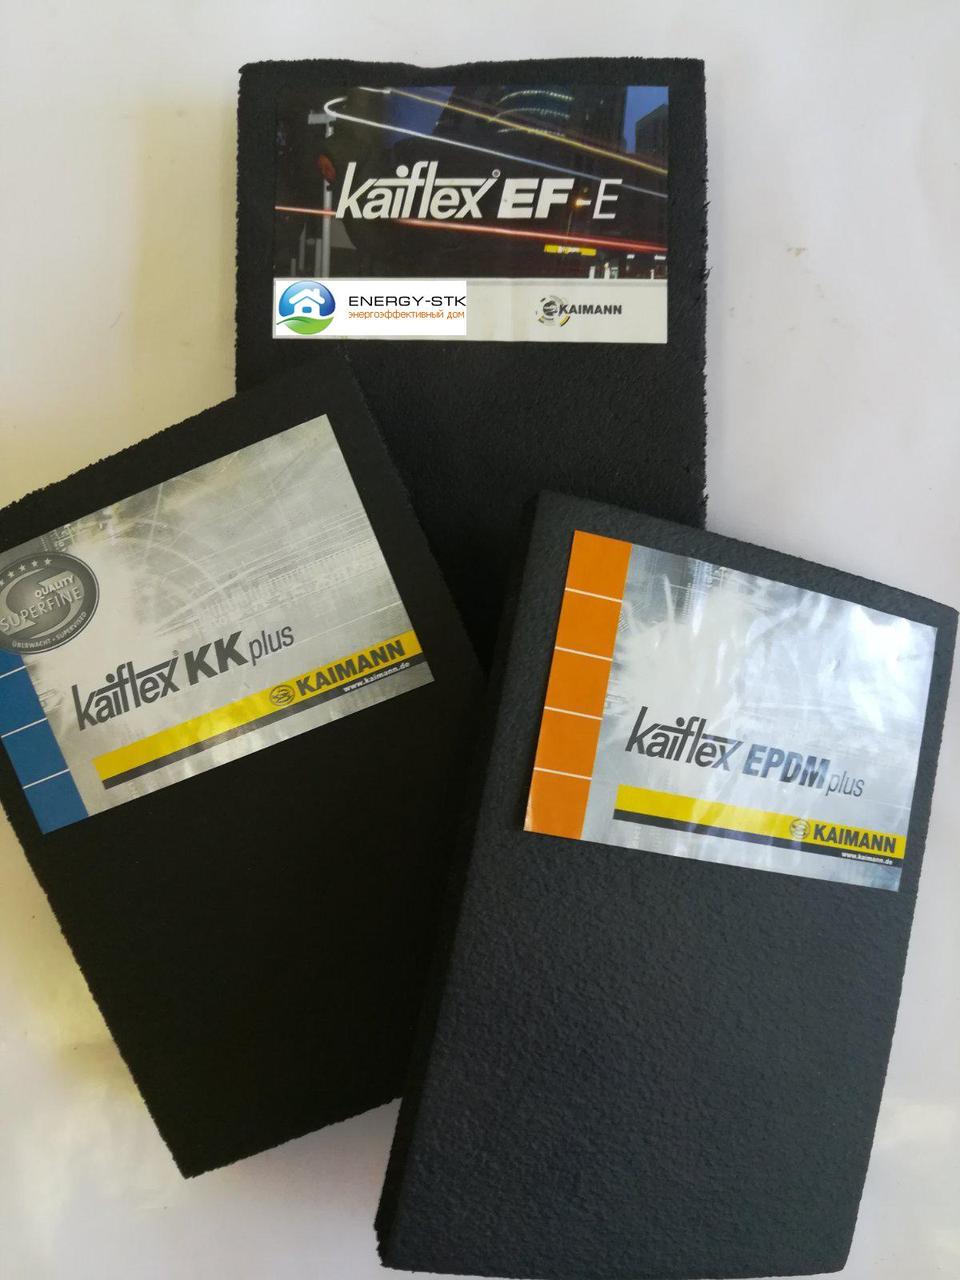 kaiflex® EF-E
ENERGY-STK
энергоэффективный дом
KAIMANN
QUALITY
SUPERFINE
ÜBERWACHT • SUPERVISED
kaiflex® KK plus
KAIMANN
www.kaimann.de
kaiflex® EPDM plus
KAIMANN
www.kaimann.de